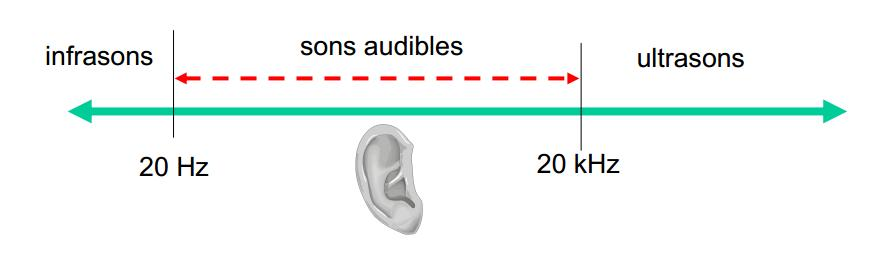 infrasons
sons audibles
ultrasons
20 Hz
20 kHz